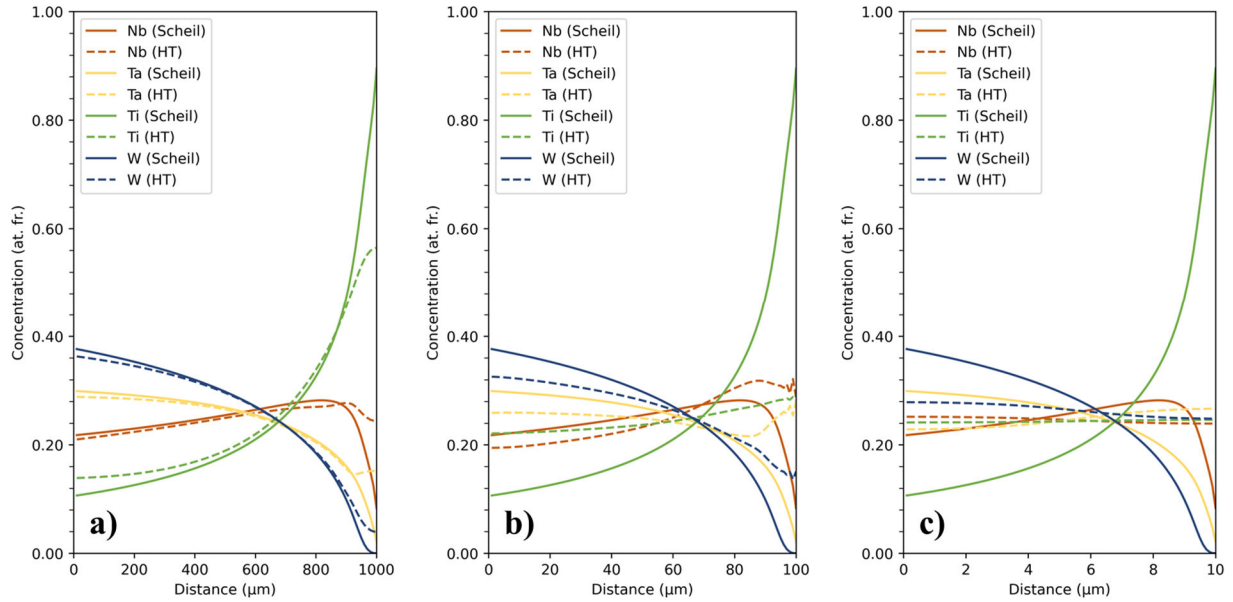 1.00
0.80
0.60
0.40
0.20
0.00
Concentration (at. fr.)
Nb (Scheil)
Nb (HT)
Ta (Scheil)
Ta (HT)
Ti (Scheil)
Ti (HT)
W (Scheil)
W (HT)
a)
0 200 400 600 800 1000
Distance (μm)
1.00
0.80
0.60
0.40
0.20
0.00
Concentration (at. fr.)
Nb (Scheil)
Nb (HT)
Ta (Scheil)
Ta (HT)
Ti (Scheil)
Ti (HT)
W (Scheil)
W (HT)
b)
0 20 40 60 80 100
Distance (μm)
1.00
0.80
0.60
0.40
0.20
0.00
Concentration (at. fr.)
Nb (Scheil)
Nb (HT)
Ta (Scheil)
Ta (HT)
Ti (Scheil)
Ti (HT)
W (Scheil)
W (HT)
c)
0 2 4 6 8 10
Distance (μm)